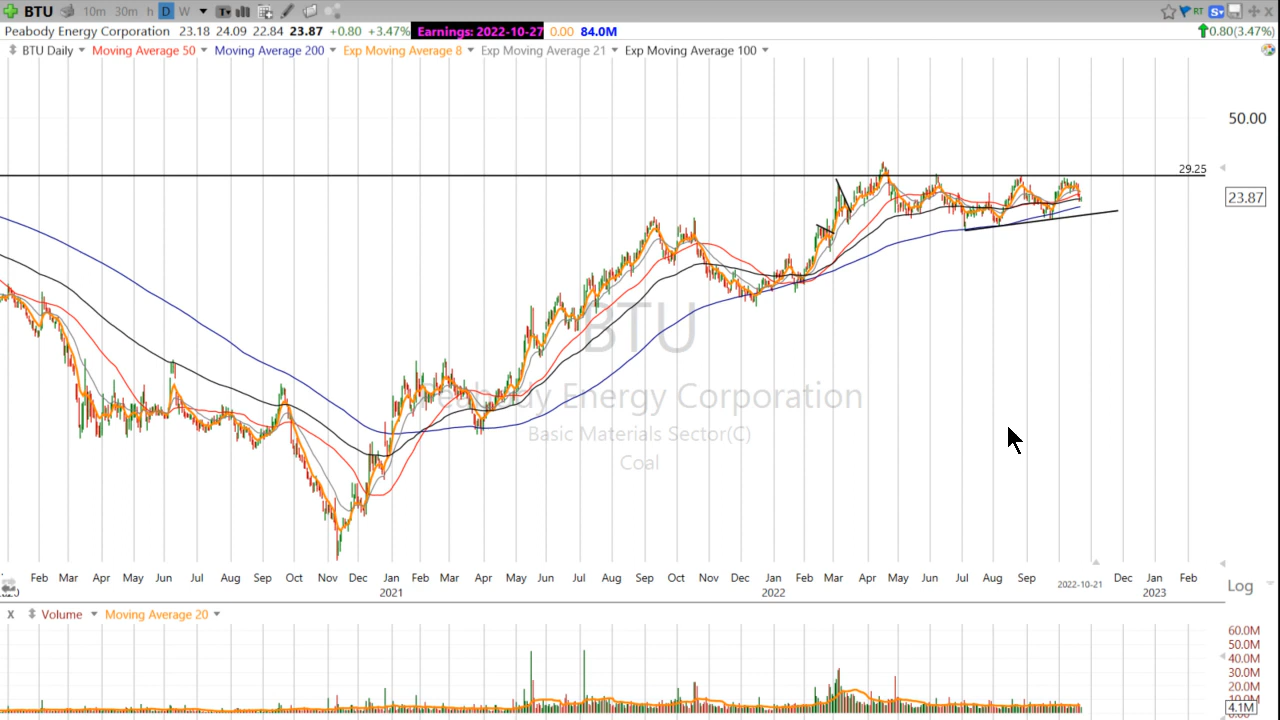 BTU 10m 30m h D W T RT S
Peabody Energy Corporation 23.18 24.09 22.84 23.87 +0.80 +3.47% Earnings: 2022-10-27 0.00 84.0M 0.80(3.47%)
BTU Daily Moving Average 50 Moving Average 200 Exp Moving Average 8 Exp Moving Average 21 Exp Moving Average 100
50.00
29.25
23.87
BTU
Peabody Energy Corporation
Basic Materials Sector(C)
Coal
Feb Mar Apr May Jun Jul Aug Sep Oct Nov Dec Jan Feb Mar Apr May Jun Jul Aug Sep Oct Nov Dec Jan Feb Mar Apr May Jun Jul Aug Sep 2022-10-21 Dec Jan Feb Log
2021 2022 2023
X Volume Moving Average 20
60.0M
50.0M
40.0M
30.0M
20.0M
10.0M
4.1M